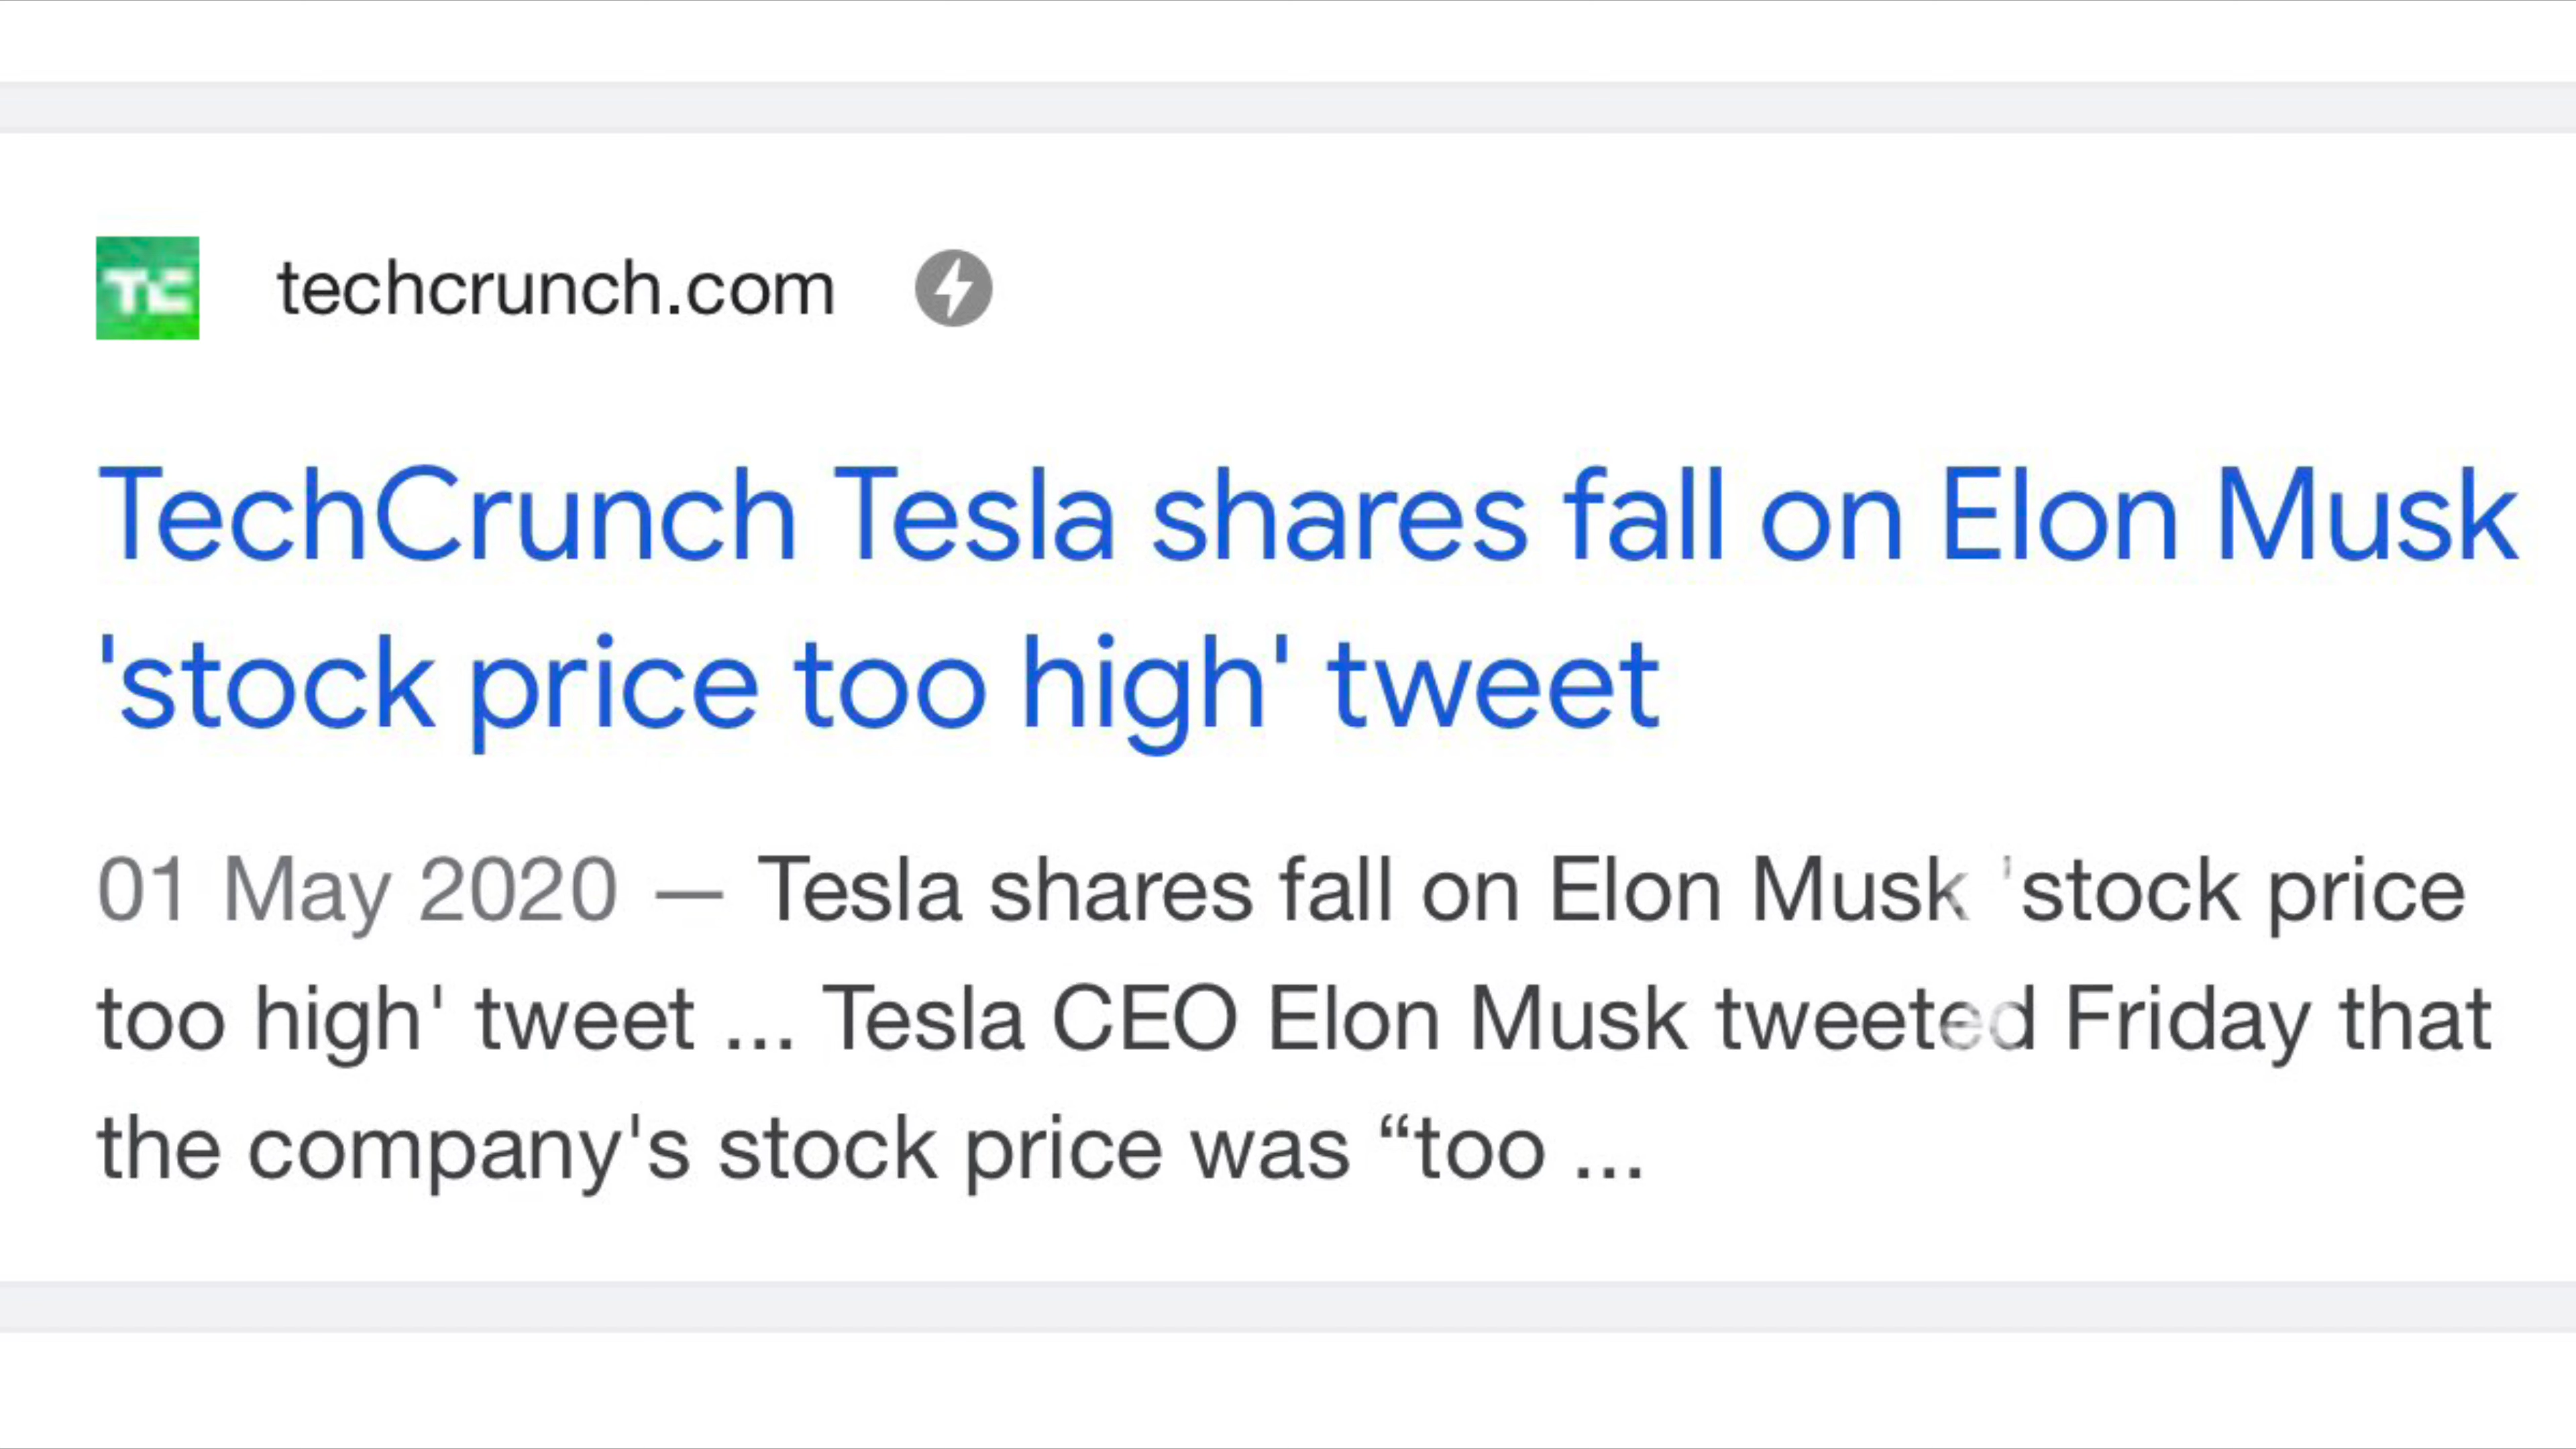 TC techcrunch.com
TechCrunch Tesla shares fall on Elon Musk
'stock price too high' tweet
01 May 2020 — Tesla shares fall on Elon Musk 'stock price
too high' tweet ... Tesla CEO Elon Musk tweeted Friday that
the company's stock price was “too ...